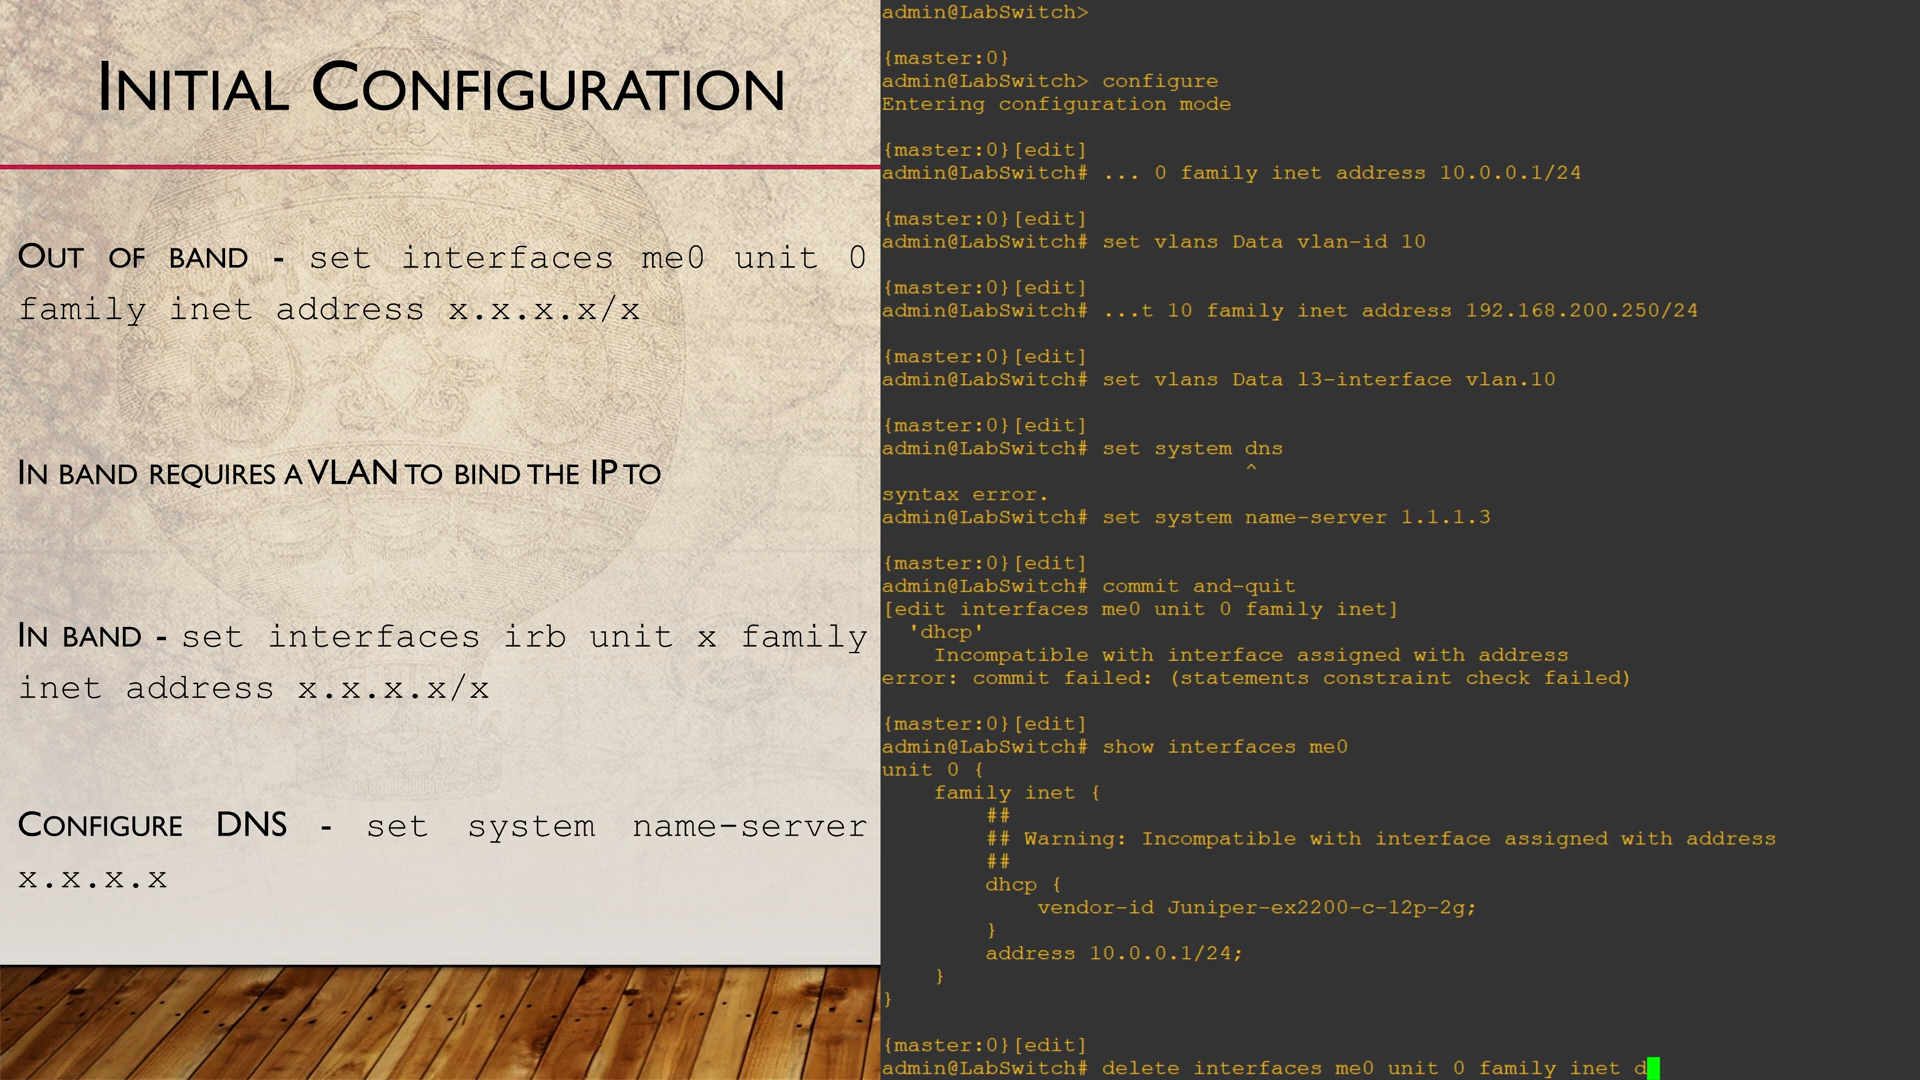 INITIAL CONFIGURATION
OUT OF BAND - set interfaces me0 unit 0
family inet address x.x.x.x/x
IN BAND REQUIRES A VLAN TO BIND THE IP TO
IN BAND - set interfaces irb unit x family
inet address x.x.x.x/x
CONFIGURE DNS - set system name-server
x.x.x.x
admin@LabSwitch>
{master:0}
admin@LabSwitch> configure
Entering configuration mode
{master:0}[edit]
admin@LabSwitch# ... 0 family inet address 10.0.0.1/24
{master:0}[edit]
admin@LabSwitch# set vlans Data vlan-id 10
{master:0}[edit]
admin@LabSwitch# ...t 10 family inet address 192.168.200.250/24
{master:0}[edit]
admin@LabSwitch# set vlans Data l3-interface vlan.10
{master:0}[edit]
admin@LabSwitch# set system dns
^
syntax error.
admin@LabSwitch# set system name-server 1.1.1.3
{master:0}[edit]
admin@LabSwitch# commit and-quit
[edit interfaces me0 unit 0 family inet]
'dhcp'
Incompatible with interface assigned with address
error: commit failed: (statements constraint check failed)
{master:0}[edit]
admin@LabSwitch# show interfaces me0
unit 0 {
family inet {
##
## Warning: Incompatible with interface assigned with address
##
dhcp {
vendor-id Juniper-ex2200-c-12p-2g;
}
address 10.0.0.1/24;
}
}
{master:0}[edit]
admin@LabSwitch# delete interfaces me0 unit 0 family inet d